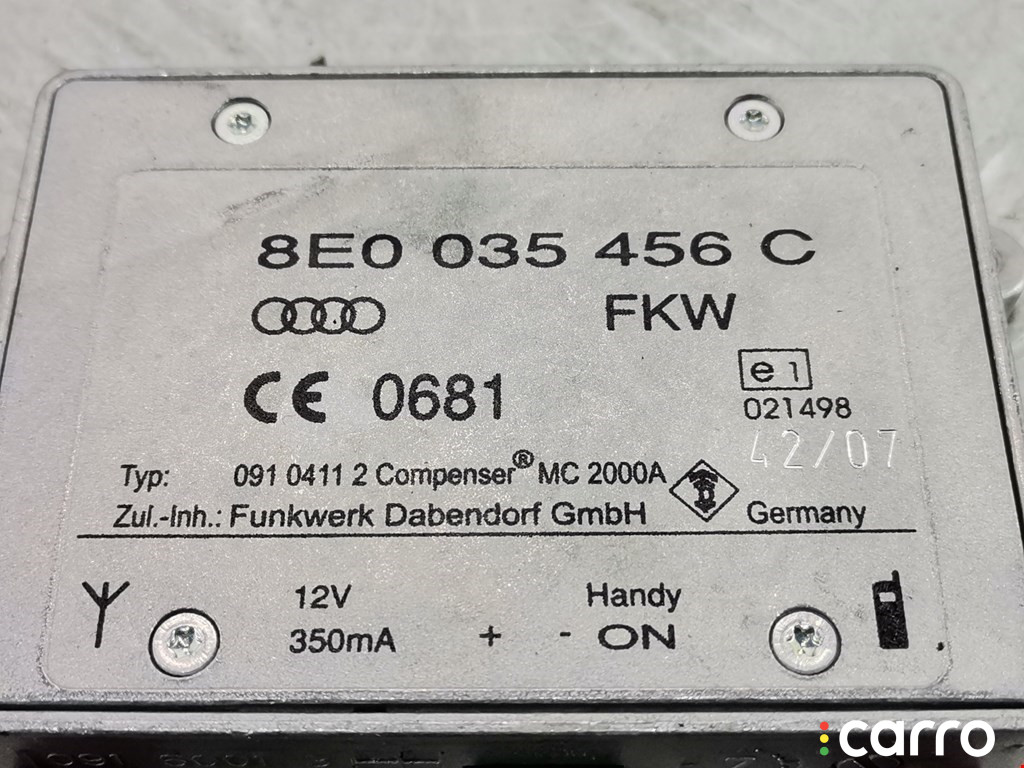 8E0 035 456 C
FKW
CE 0681
e1
021498
42/07
Typ: 091 0411 2 Compenser® MC 2000A
Zul.-Inh.: Funkwerk Dabendorf GmbH Germany
12V Handy
350mA + - ON
carro